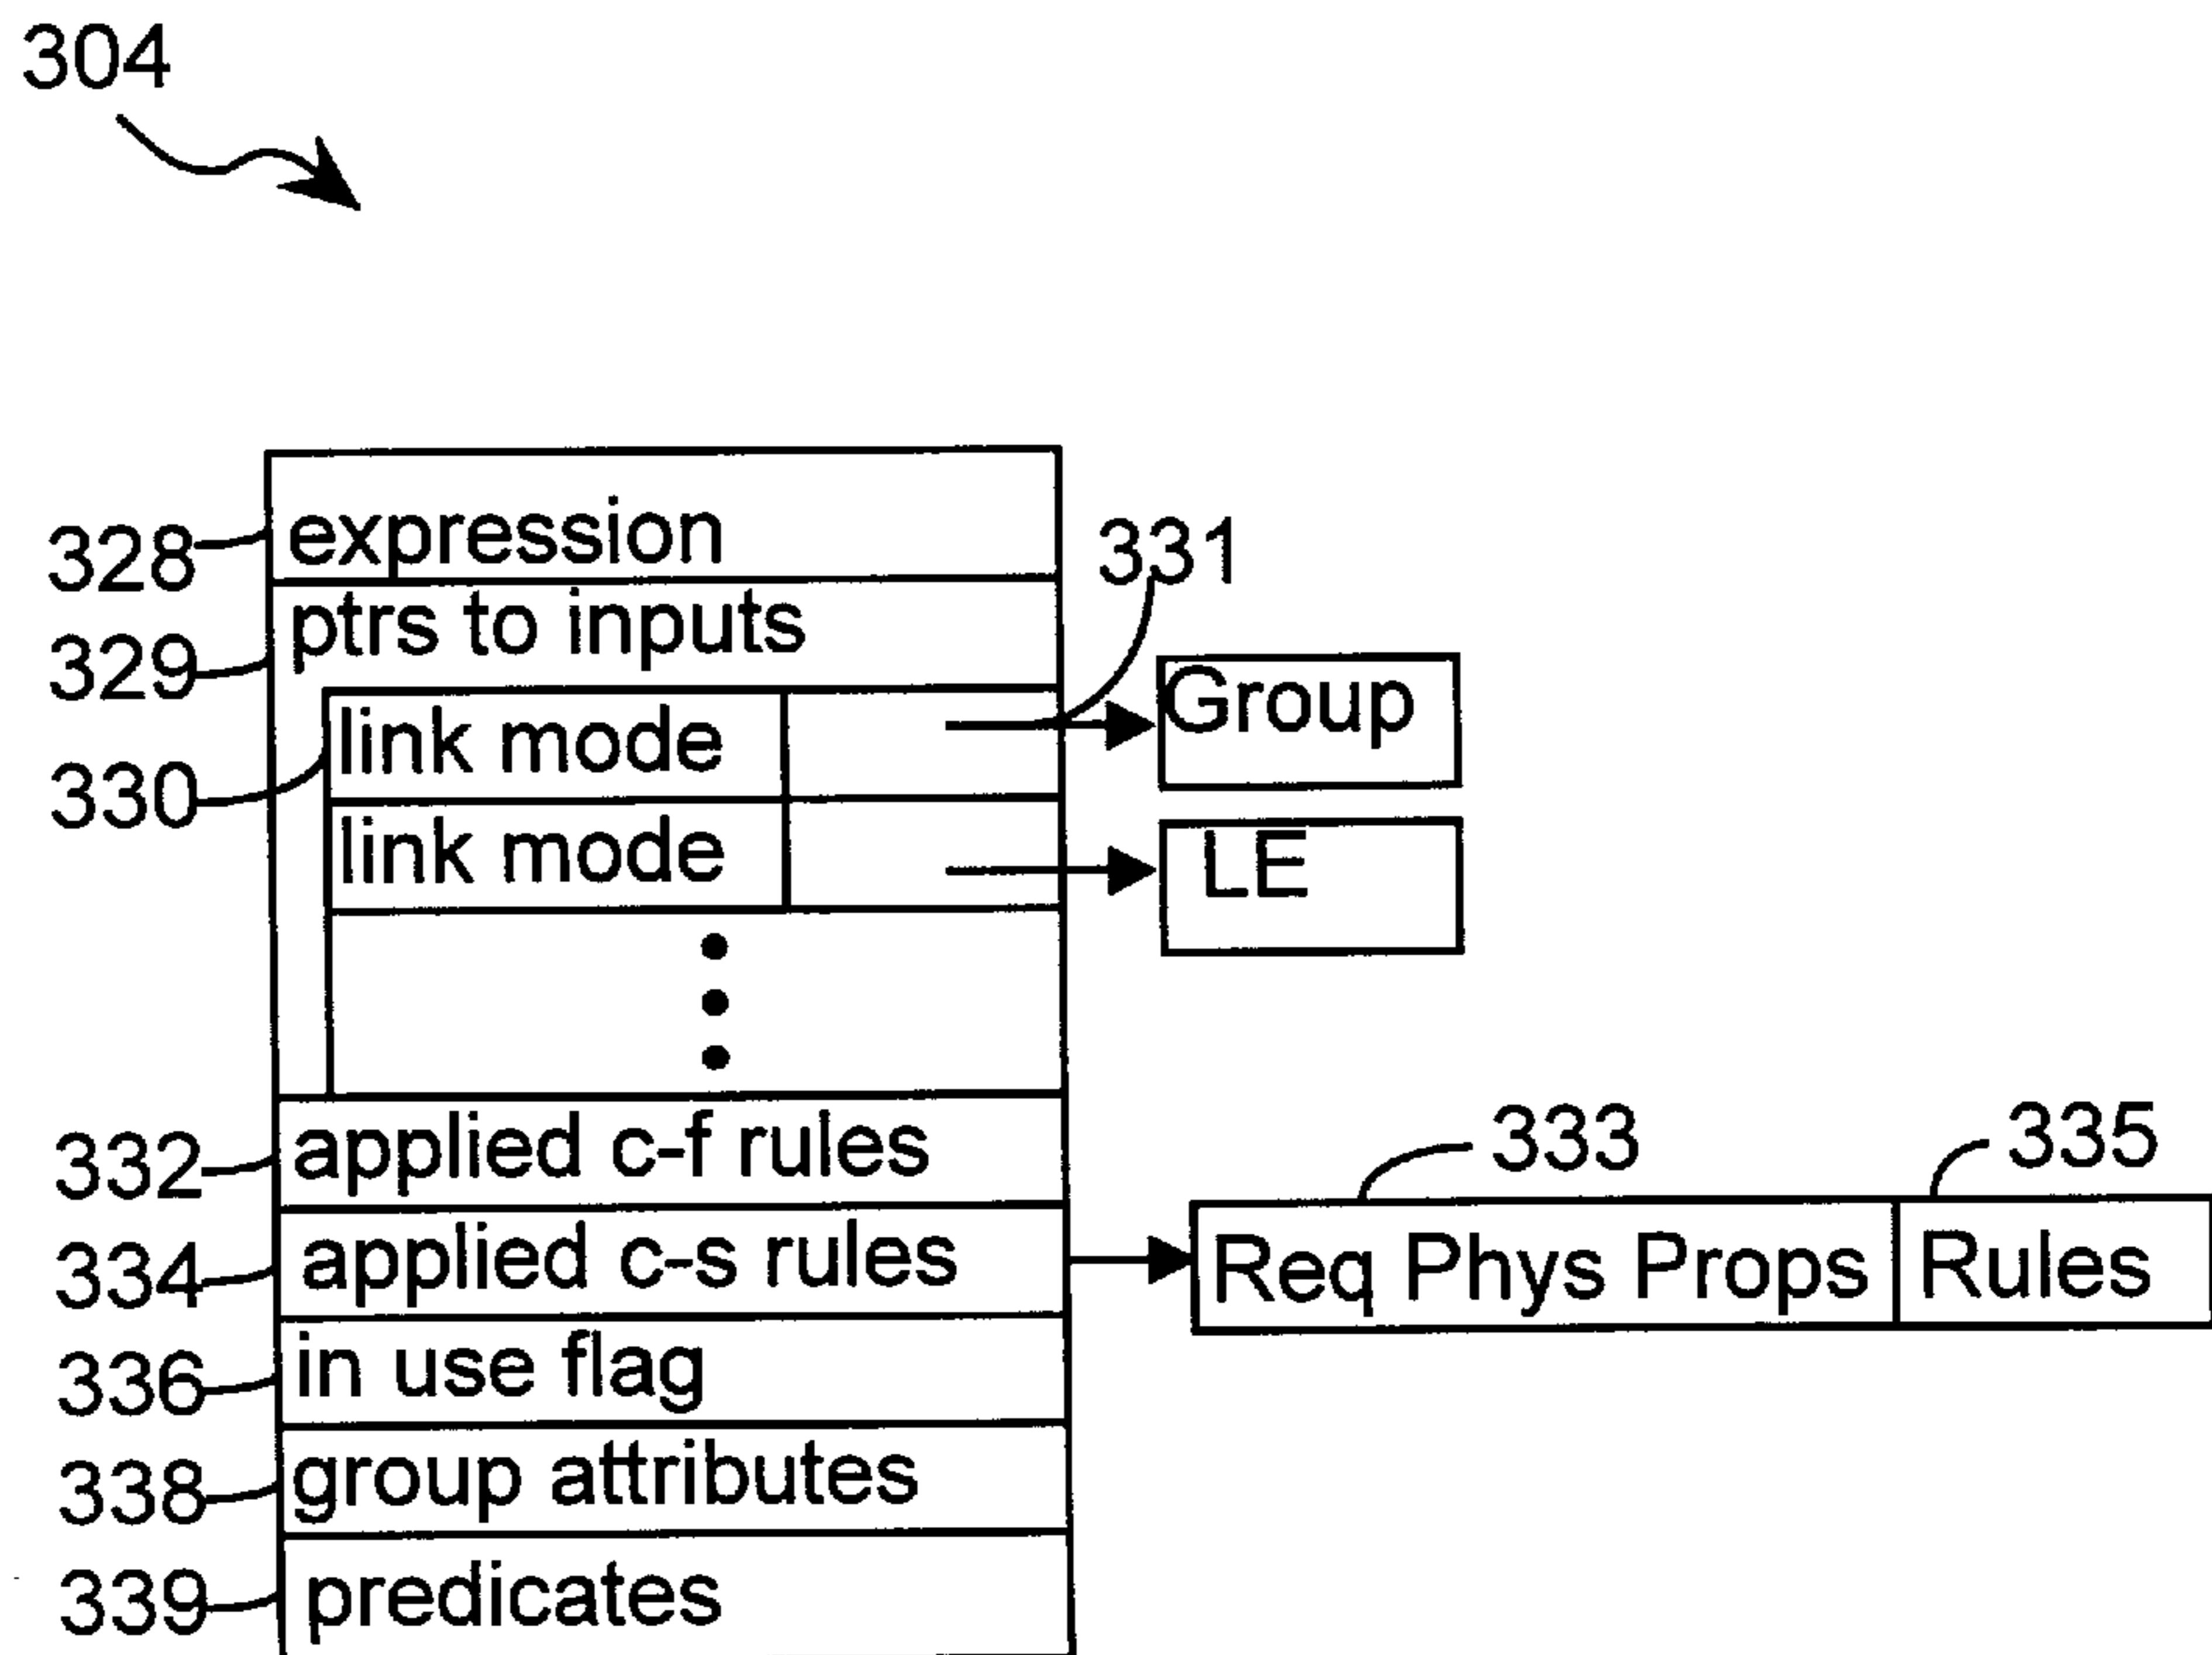 304
328 expression
331
329 ptrs to inputs
330 link mode Group
link mode LE
332 applied c-f rules
333 335
334 applied c-s rules Req Phys Props Rules
336 in use flag
338 group attributes
339 predicates